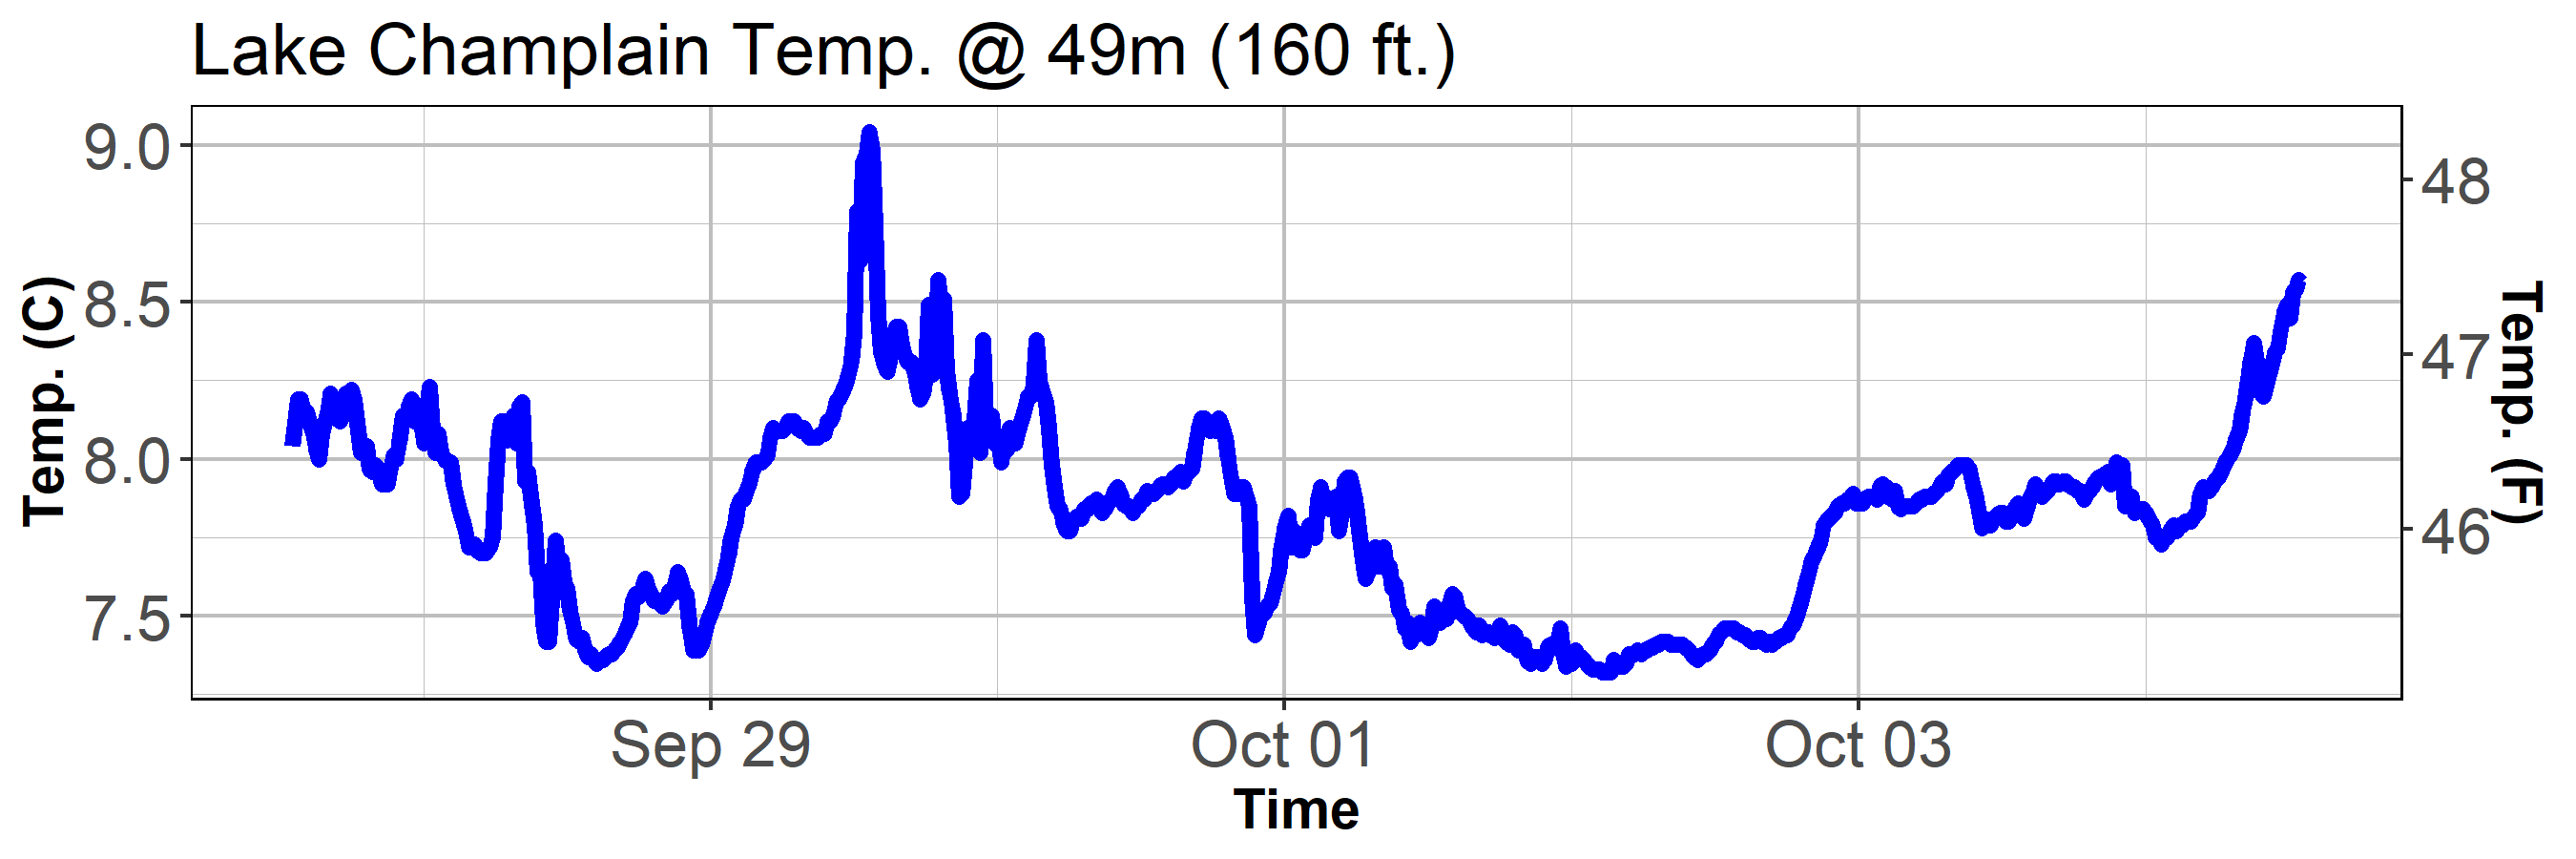 Lake Champlain Temp. @ 49m (160 ft.)
9.0
8.5
8.0
7.5
Temp. (C)
48
47
46
Temp. (F)
Sep 29
Oct 01
Oct 03
Time